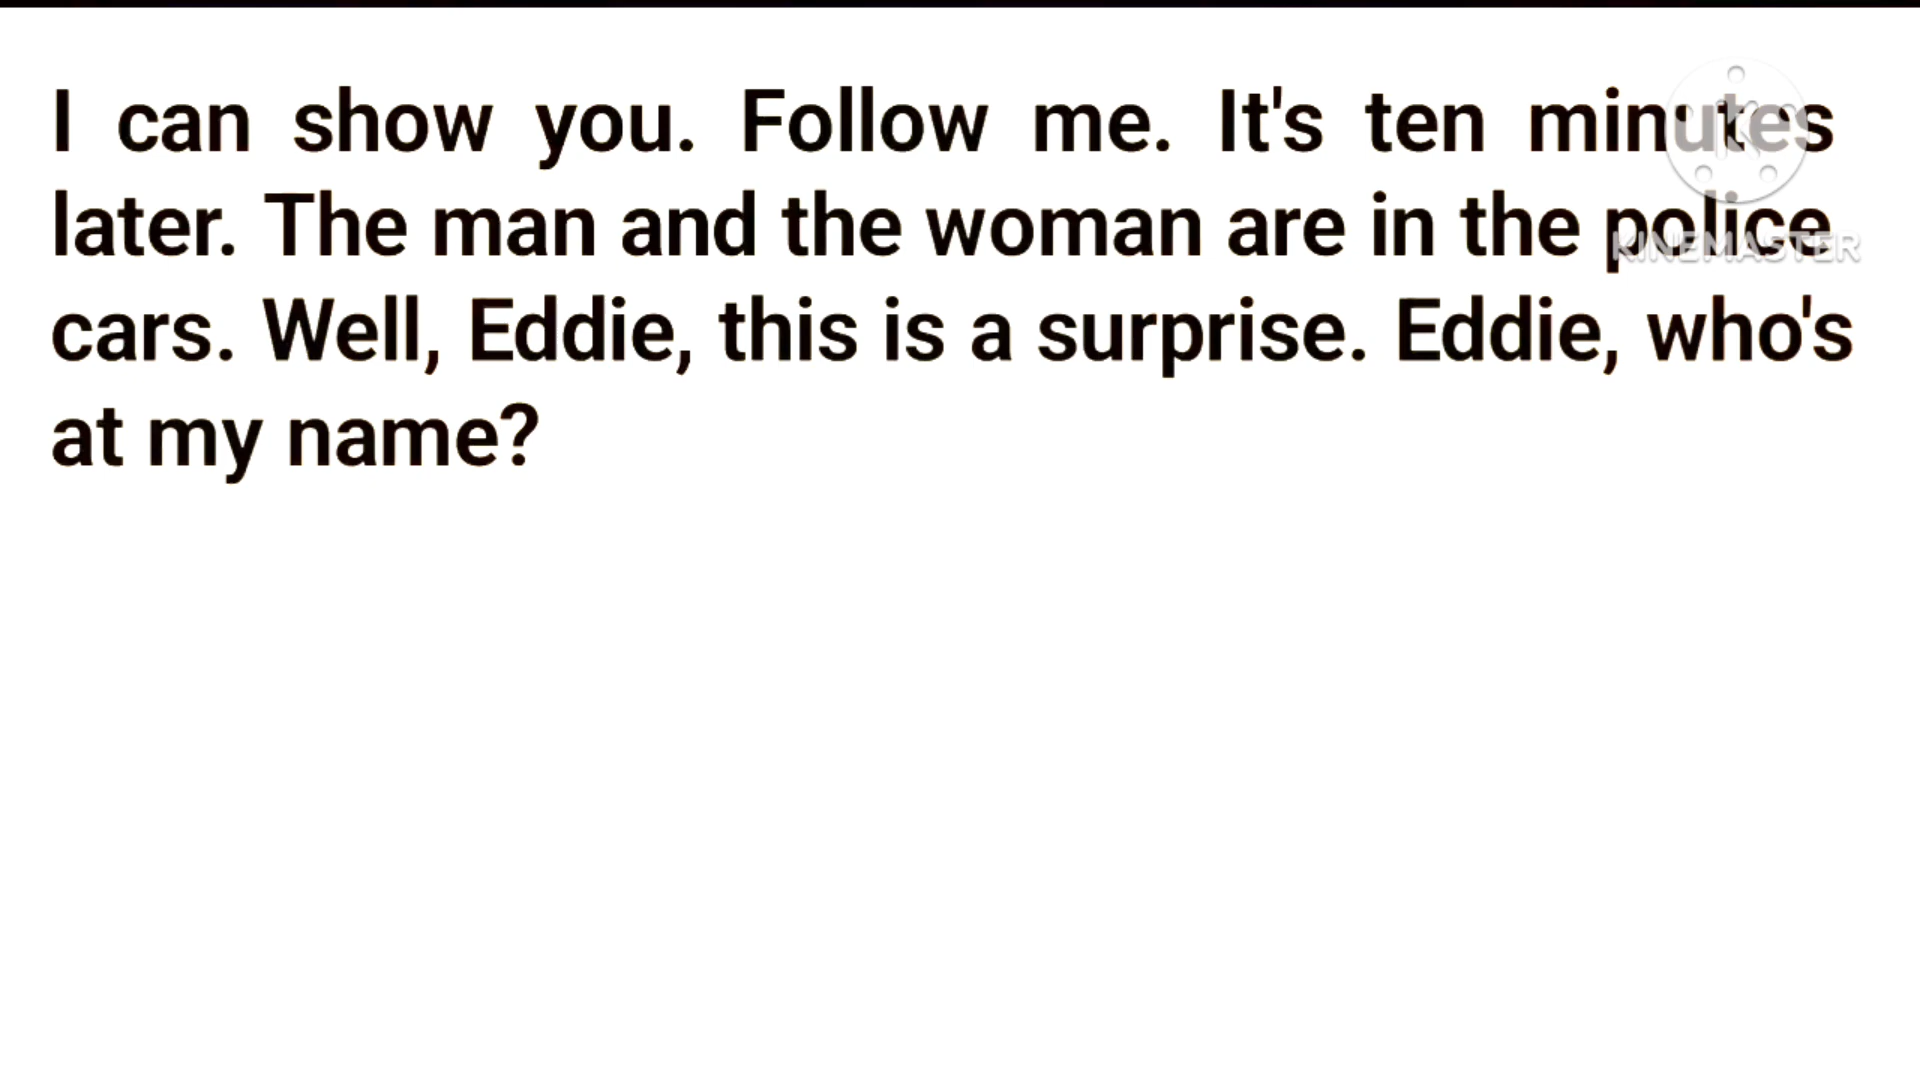 I can show you. Follow me. It's ten minutes
later. The man and the woman are in the police
cars. Well, Eddie, this is a surprise. Eddie, who's
at my name?
KINEMASTER